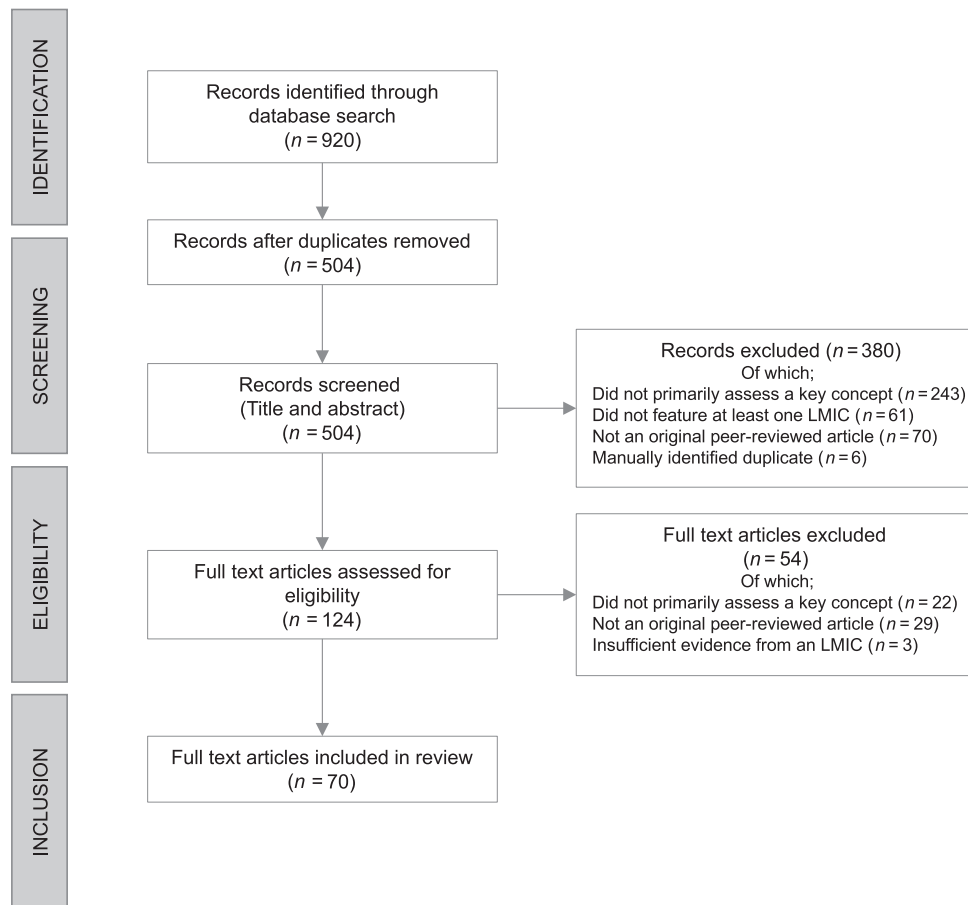 IDENTIFICATION
Records identified through
database search
(n = 920)
SCREENING
Records after duplicates removed
(n = 504)
Records screened
(Title and abstract)
(n = 504)
Records excluded (n = 380)
Of which;
Did not primarily assess a key concept (n = 243)
Did not feature at least one LMIC (n = 61)
Not an original peer-reviewed article (n = 70)
Manually identified duplicate (n = 6)
ELIGIBILITY
Full text articles assessed for
eligibility
(n = 124)
Full text articles excluded
(n = 54)
Of which;
Did not primarily assess a key concept (n = 22)
Not an original peer-reviewed article (n = 29)
Insufficient evidence from an LMIC (n = 3)
INCLUSION
Full text articles included in review
(n = 70)